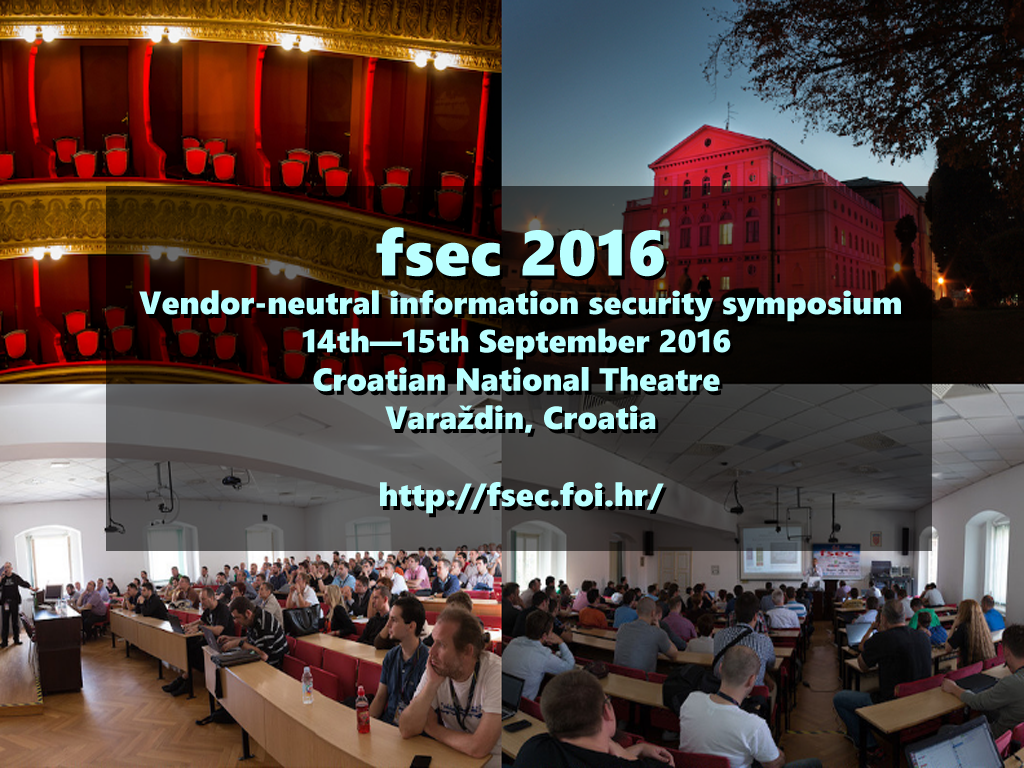 fsec 2016
Vendor-neutral information security symposium
14th—15th September 2016
Croatian National Theatre
Varaždin, Croatia
http://fsec.foi.hr/
fsec